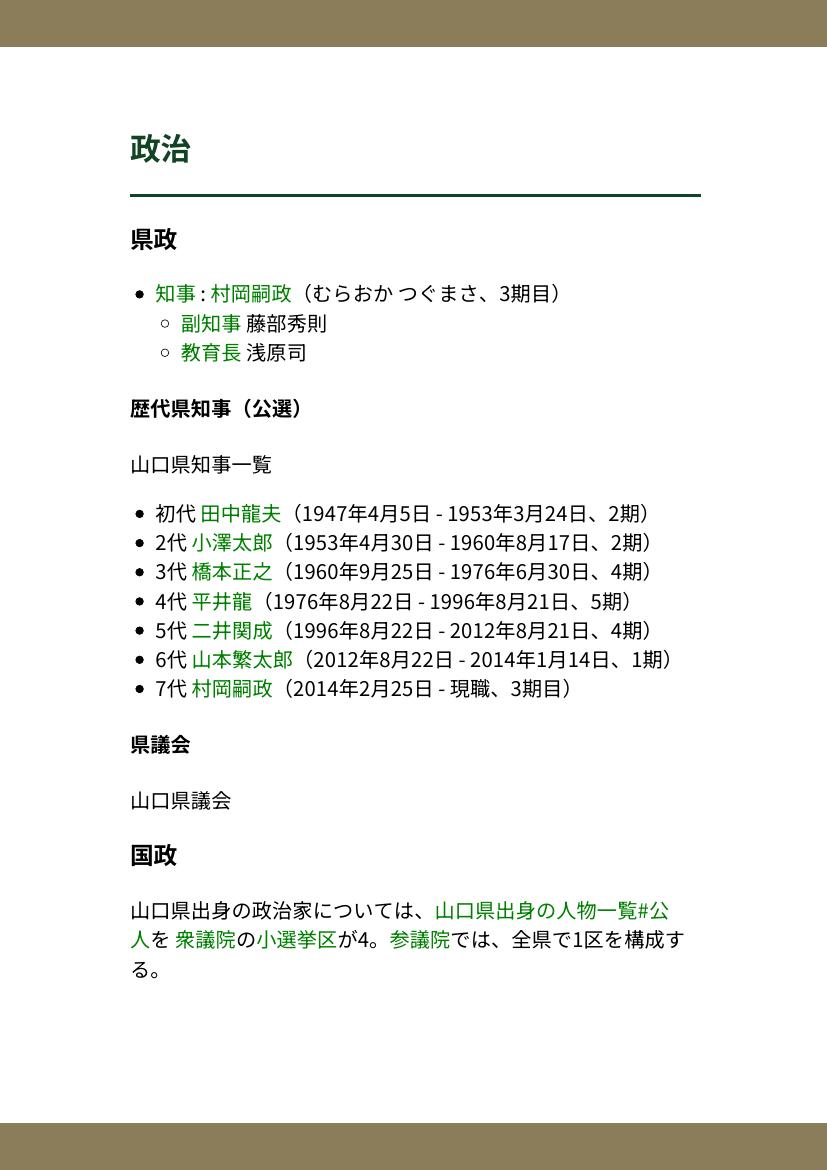 政治
県政
知事 : 村岡嗣政（むらおか つぐまさ、3期目）
副知事 藤部秀則
教育長 浅原司
歴代県知事（公選）
山口県知事一覧
初代 田中龍夫（1947年4月5日 - 1953年3月24日、2期）
2代 小澤太郎（1953年4月30日 - 1960年8月17日、2期）
3代 橋本正之（1960年9月25日 - 1976年6月30日、4期）
4代 平井龍（1976年8月22日 - 1996年8月21日、5期）
5代 二井関成（1996年8月22日 - 2012年8月21日、4期）
6代 山本繁太郎（2012年8月22日 - 2014年1月14日、1期）
7代 村岡嗣政（2014年2月25日 - 現職、3期目）
県議会
山口県議会
国政
山口県出身の政治家については、山口県出身の人物一覧#公
人を 衆議院の小選挙区が4。参議院では、全県で1区を構成す
る。